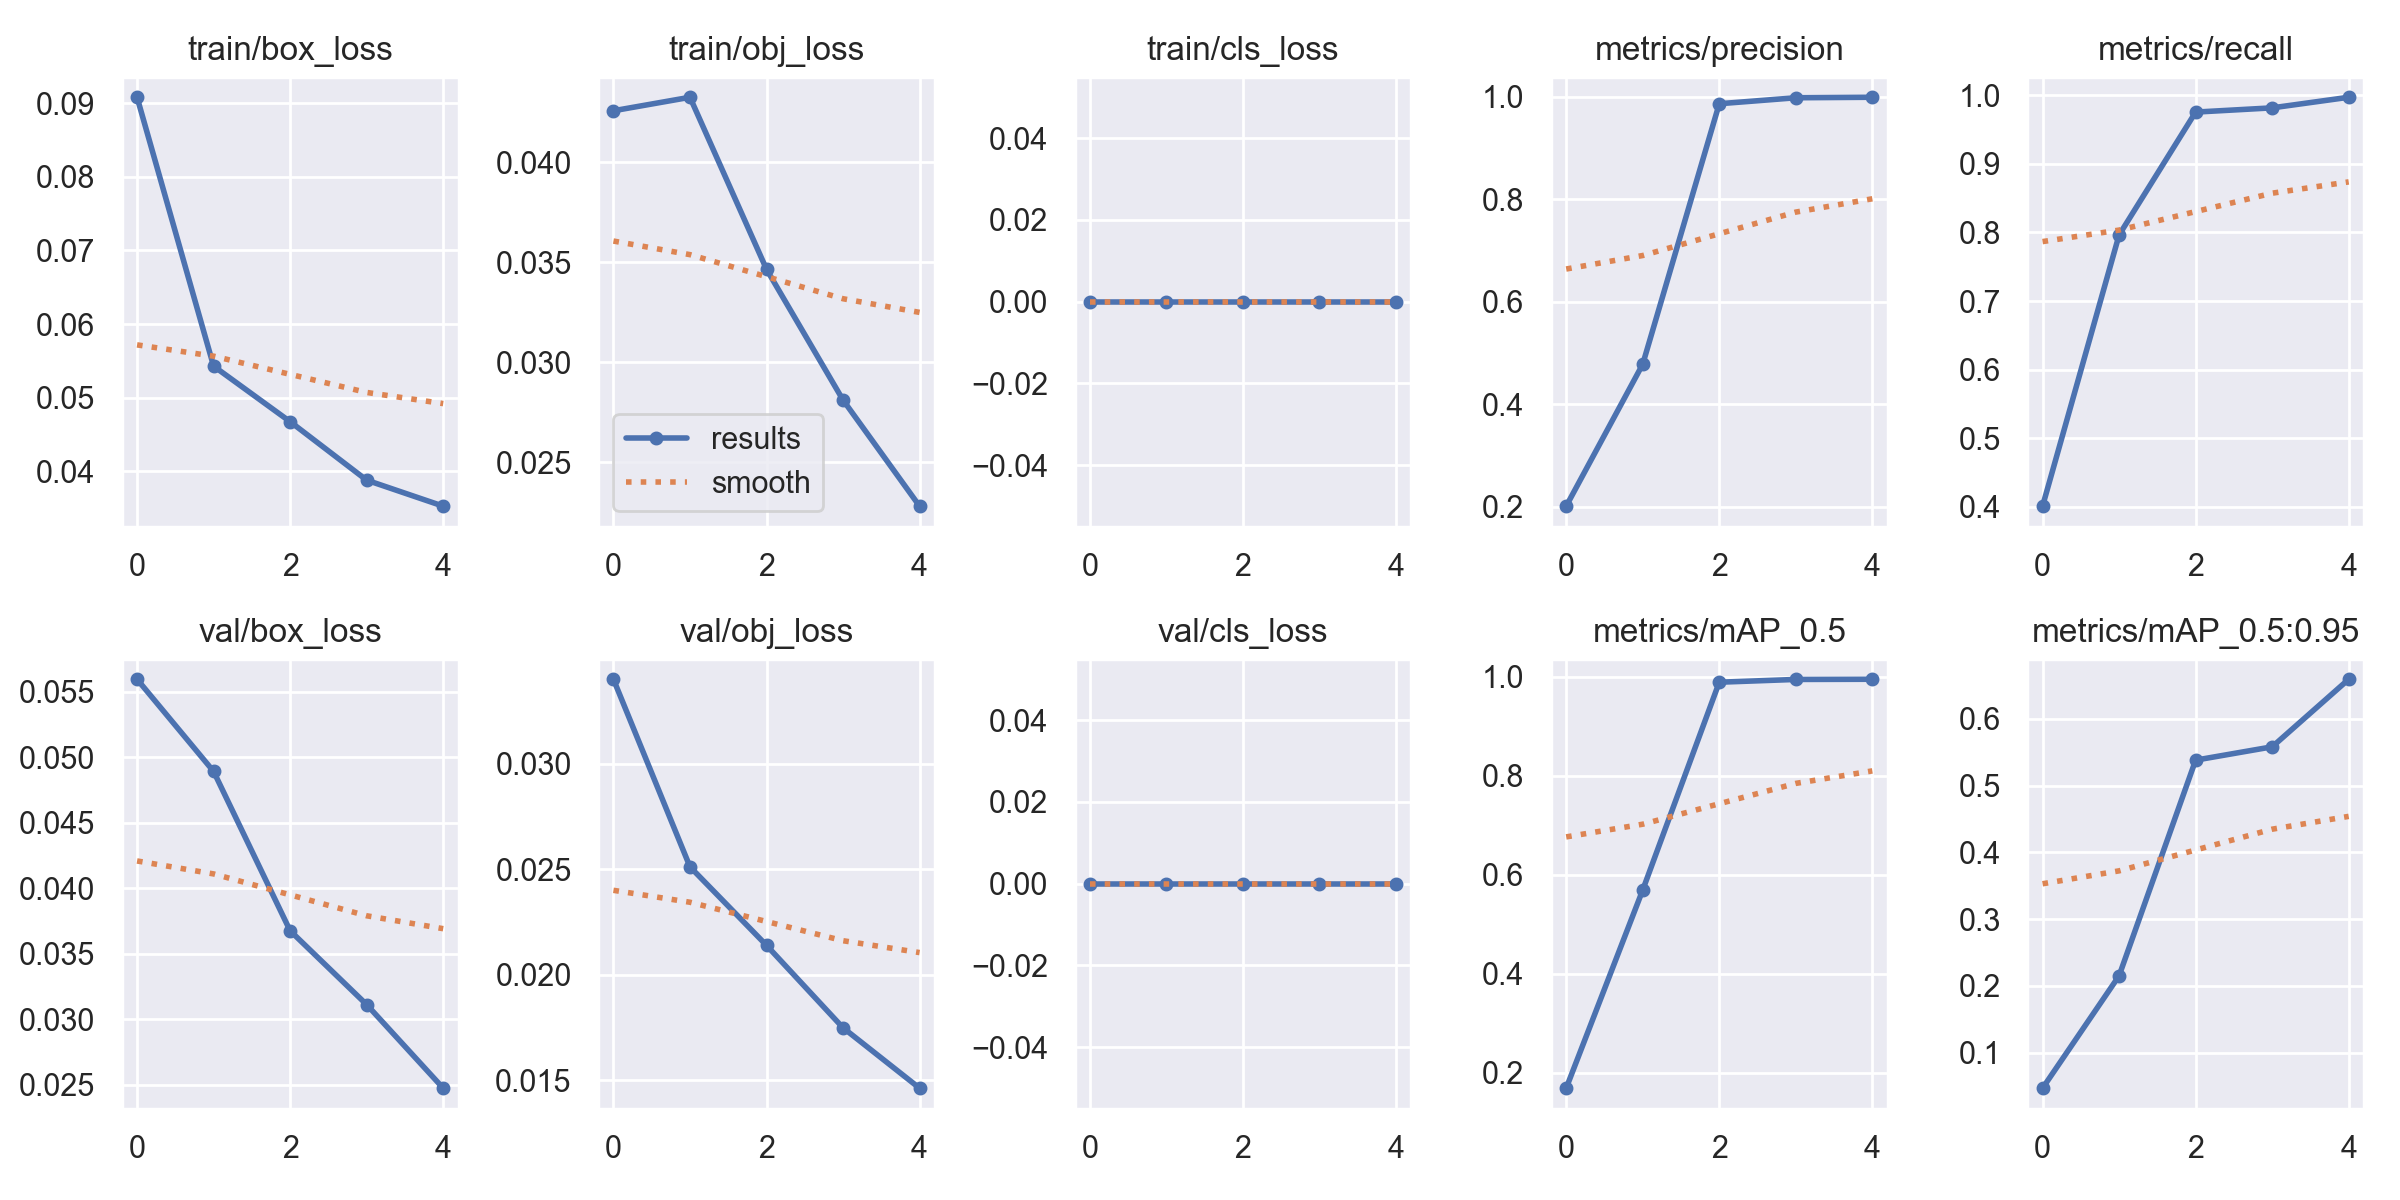 train/box_loss
0.09
0.08
0.07
0.06
0.05
0.04
0 2 4
train/obj_loss
0.040
0.035
0.030
0.025
results
smooth
0 2 4
train/cls_loss
0.04
0.02
0.00
−0.02
−0.04
0 2 4
metrics/precision
1.0
0.8
0.6
0.4
0.2
0 2 4
metrics/recall
1.0
0.9
0.8
0.7
0.6
0.5
0.4
0 2 4
val/box_loss
0.055
0.050
0.045
0.040
0.035
0.030
0.025
0 2 4
val/obj_loss
0.030
0.025
0.020
0.015
0 2 4
val/cls_loss
0.04
0.02
0.00
−0.02
−0.04
0 2 4
metrics/mAP_0.5
1.0
0.8
0.6
0.4
0.2
0 2 4
metrics/mAP_0.5:0.95
0.6
0.5
0.4
0.3
0.2
0.1
0 2 4